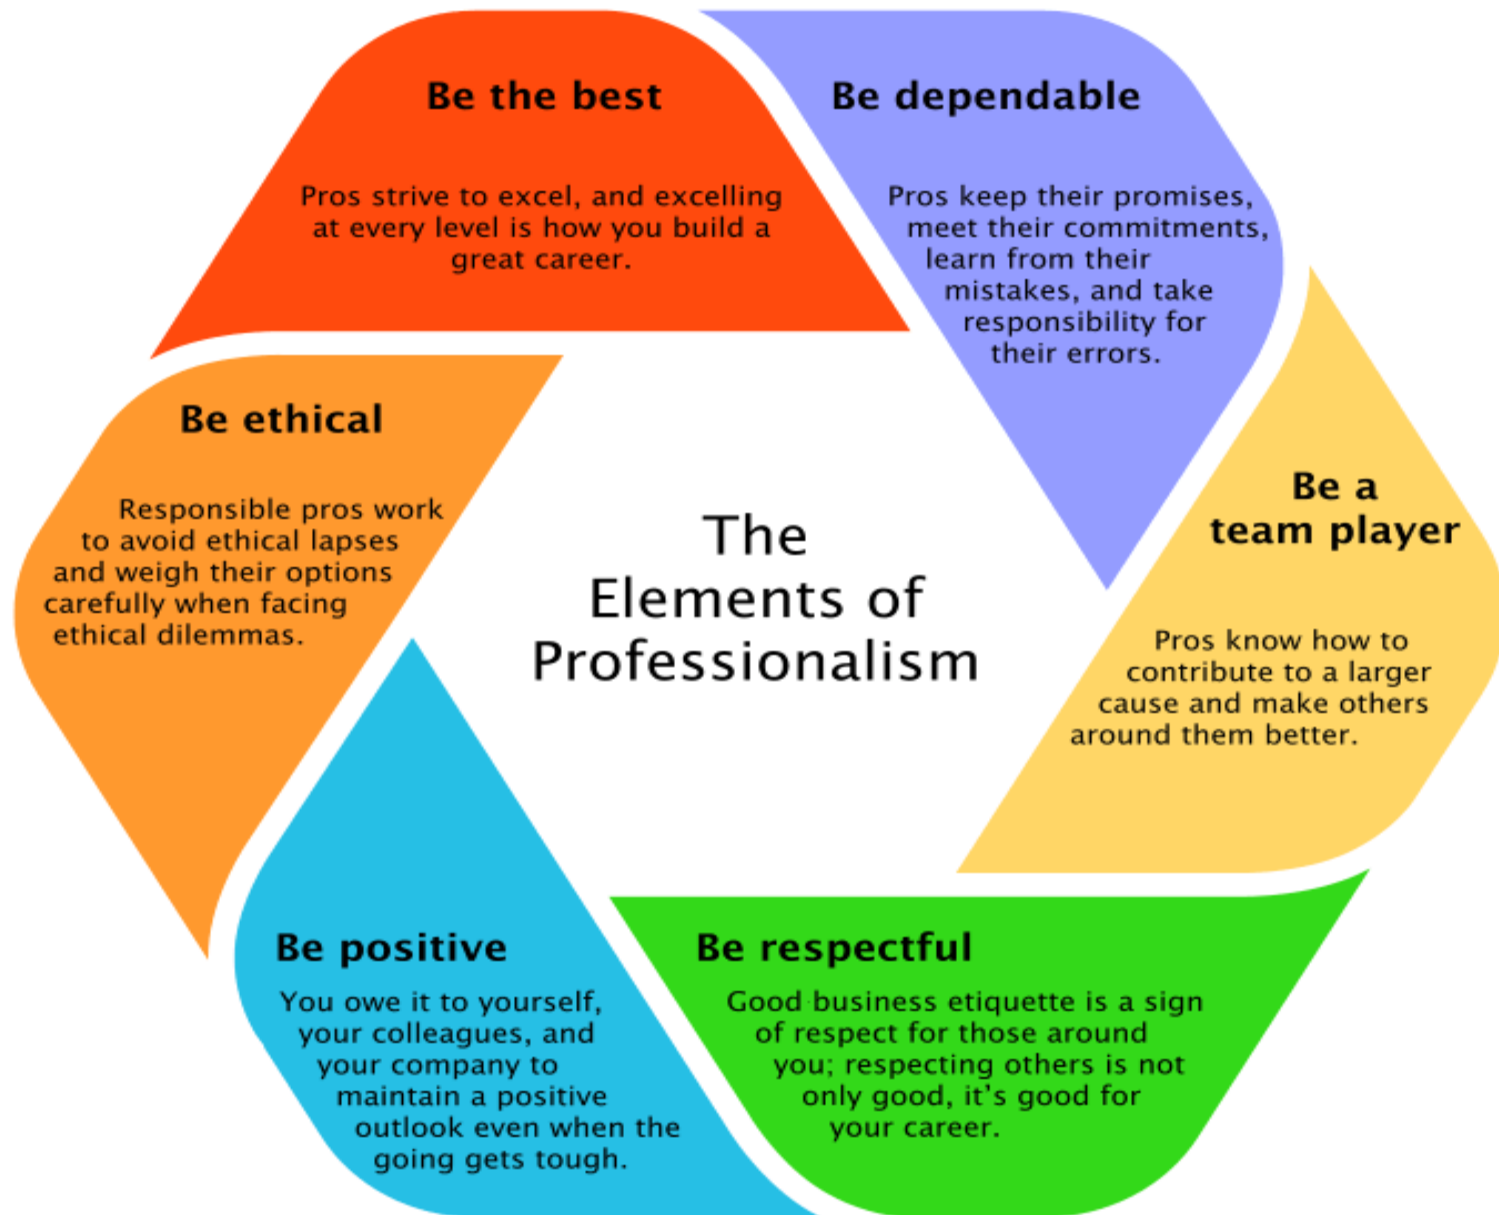 Be the best
Pros strive to excel, and excelling
at every level is how you build a
great career.
Be dependable
Pros keep their promises,
meet their commitments,
learn from their
mistakes, and take
responsibility for
their errors.
Be a
team player
Pros know how to
contribute to a larger
cause and make others
around them better.
Be respectful
Good business etiquette is a sign
of respect for those around
you; respecting others is not
only good, it’s good for
your career.
Be positive
You owe it to yourself,
your colleagues, and
your company to
maintain a positive
outlook even when the
going gets tough.
Be ethical
Responsible pros work
to avoid ethical lapses
and weigh their options
carefully when facing
ethical dilemmas.
The
Elements of
Professionalism